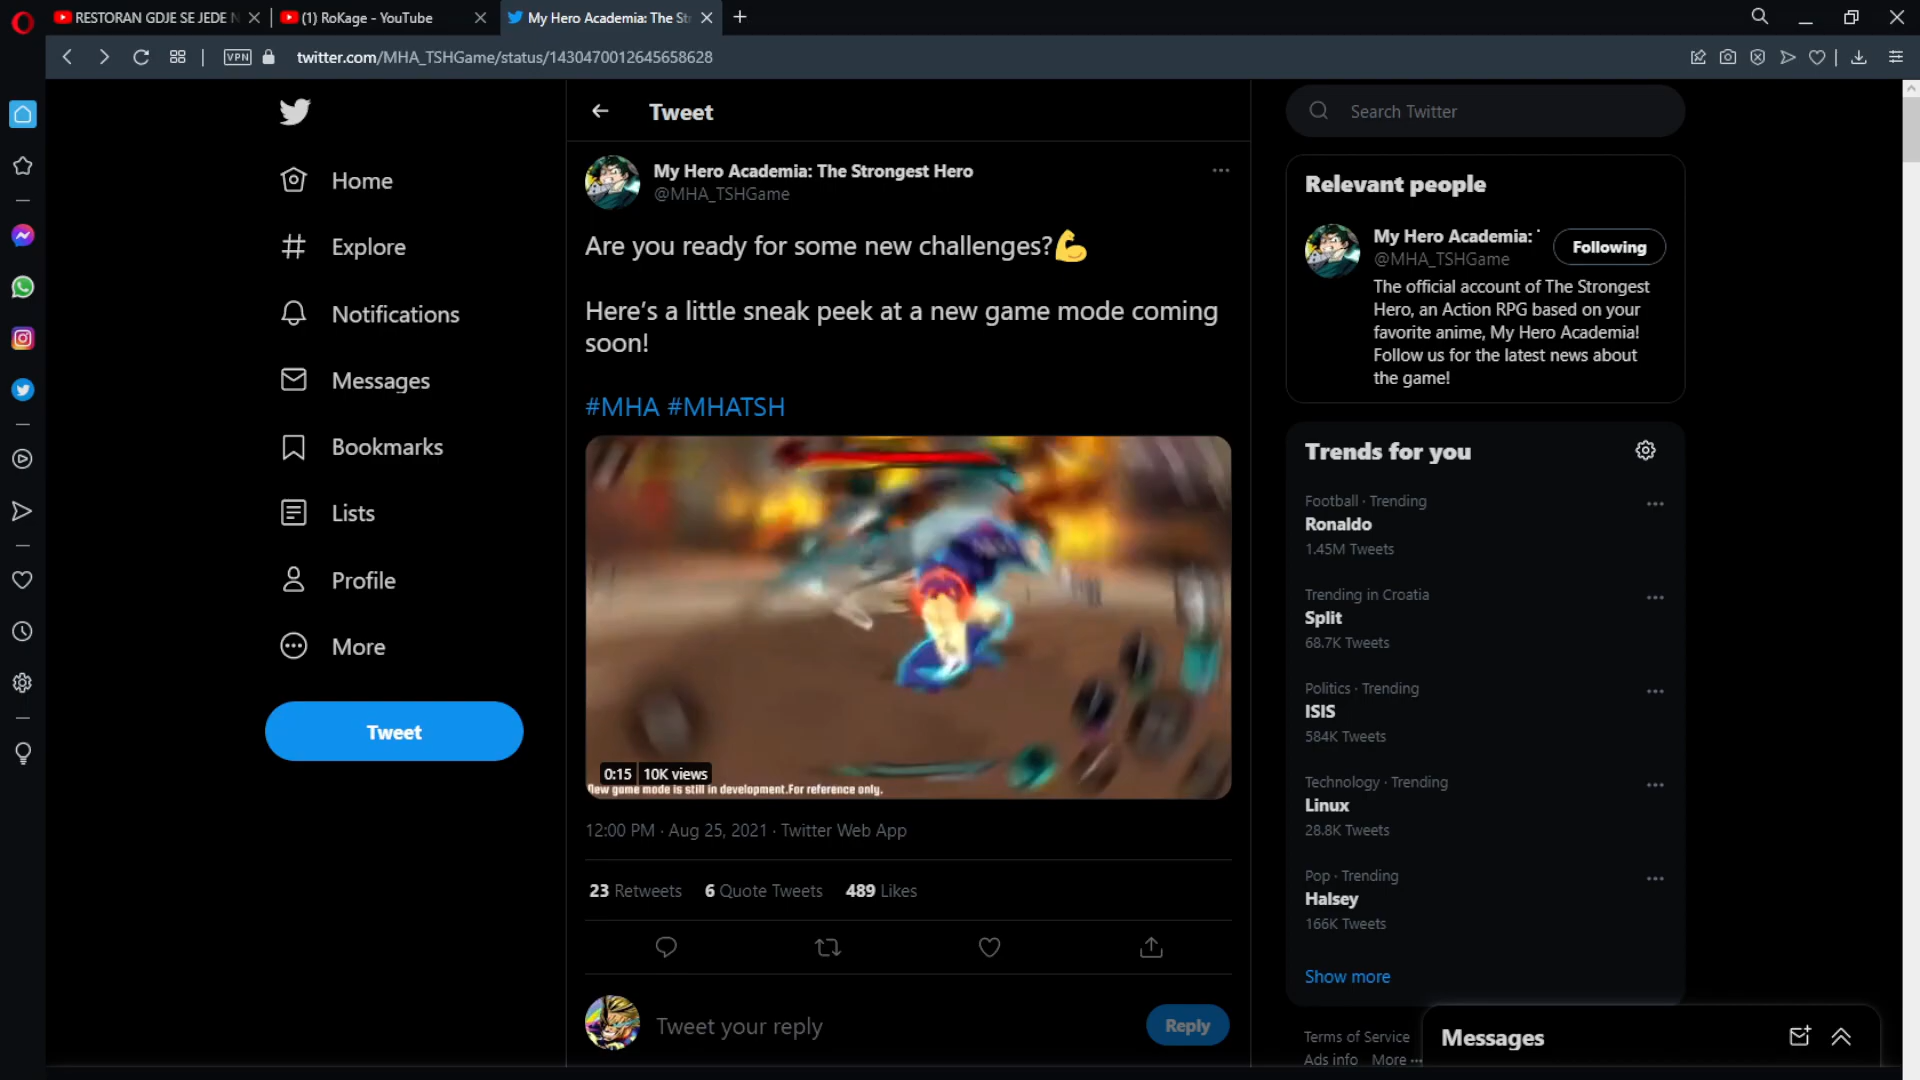 RESTORAN GDJE SE JEDE N
(1) RoKage - YouTube
My Hero Academia: The St
VPN
twitter.com/MHA_TSHGame/status/1430470012645658628
Home
Explore
Notifications
Messages
Bookmarks
Lists
Profile
More
Tweet
Tweet
My Hero Academia: The Strongest Hero
@MHA_TSHGame
Are you ready for some new challenges?💪
Here’s a little sneak peek at a new game mode coming
soon!
#MHA #MHATSH
0:15 10K views
New game mode is still in development.For reference only.
12:00 PM · Aug 25, 2021 · Twitter Web App
23 Retweets 6 Quote Tweets 489 Likes
Tweet your reply
Reply
Search Twitter
Relevant people
My Hero Academia:
@MHA_TSHGame
Following
The official account of The Strongest
Hero, an Action RPG based on your
favorite anime, My Hero Academia!
Follow us for the latest news about
the game!
Trends for you
Football · Trending
Ronaldo
1.45M Tweets
Trending in Croatia
Split
68.7K Tweets
Politics · Trending
ISIS
584K Tweets
Technology · Trending
Linux
28.8K Tweets
Pop · Trending
Halsey
166K Tweets
Show more
Terms of Service
Ads info More ···
Messages